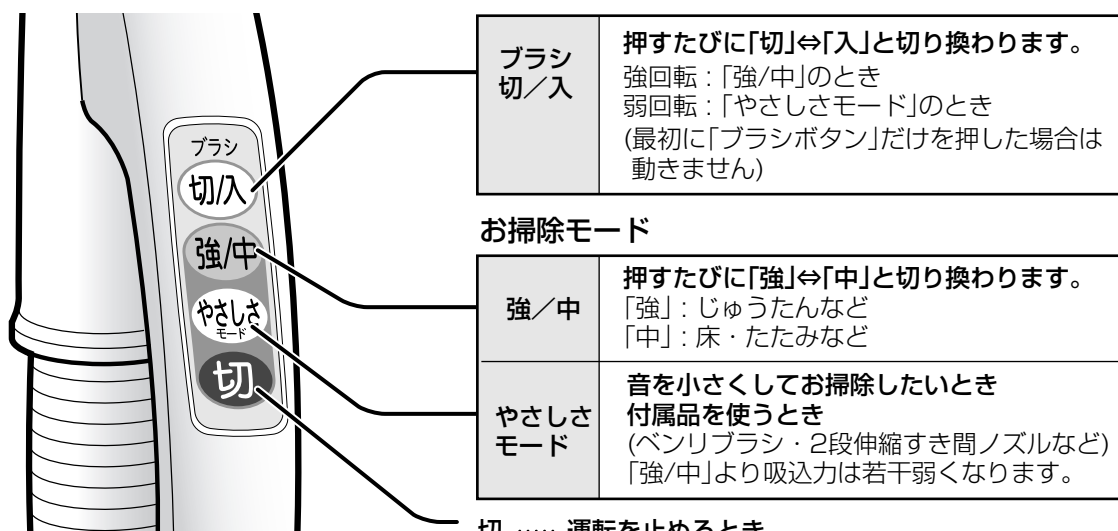 ブラシ
切/入
強/中
やさしさ
モード
切
ブラシ
切／入
押すたびに「切」⇔「入」と切り換わります。
強回転：「強/中」のとき
弱回転：「やさしさモード」のとき
(最初に「ブラシボタン」だけを押した場合は
動きません)
お掃除モード
強／中
押すたびに「強」⇔「中」と切り換わります。
「強」：じゅうたんなど
「中」：床・たたみなど
やさしさ
モード
音を小さくしてお掃除したいとき
付属品を使うとき
(ベンリブラシ・2段伸縮すき間ノズルなど)
「強/中」より吸込力は若干弱くなります。
切 …… 運転を止めるとき